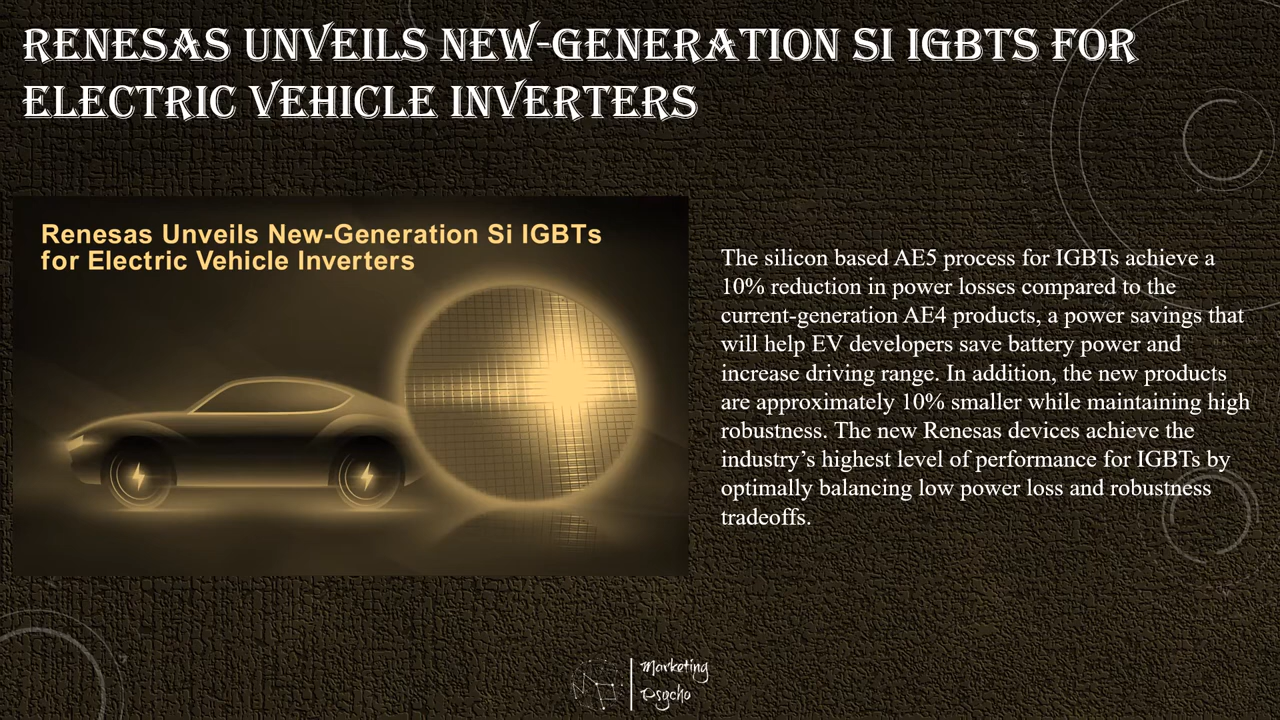 RENESAS UNVEILS NEW-GENERATION SI IGBTS FOR
ELECTRIC VEHICLE INVERTERS
Renesas Unveils New-Generation Si IGBTs
for Electric Vehicle Inverters
The silicon based AE5 process for IGBTs achieve a
10% reduction in power losses compared to the
current-generation AE4 products, a power savings that
will help EV developers save battery power and
increase driving range. In addition, the new products
are approximately 10% smaller while maintaining high
robustness. The new Renesas devices achieve the
industry’s highest level of performance for IGBTs by
optimally balancing low power loss and robustness
tradeoffs.
Marketing
Psycho